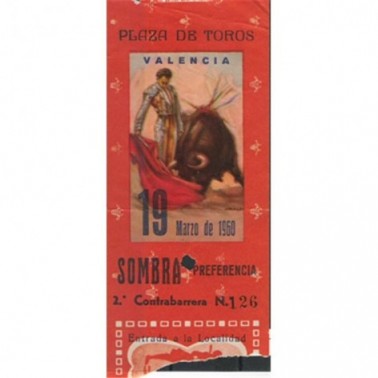 PLAZA DE TOROS
VALENCIA
19 Marzo de 1960
SOMBRA PREFERENCIA
2.ª Contrabarrera N.126
Entrada a la Localidad